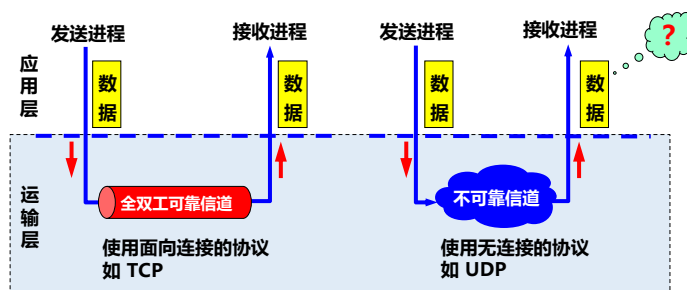 发送进程
接收进程
发送进程
接收进程
?
应用层
数据
数据
数据
数据
运输层
全双工可靠信道
不可靠信道
使用面向连接的协议
如 TCP
使用无连接的协议
如 UDP